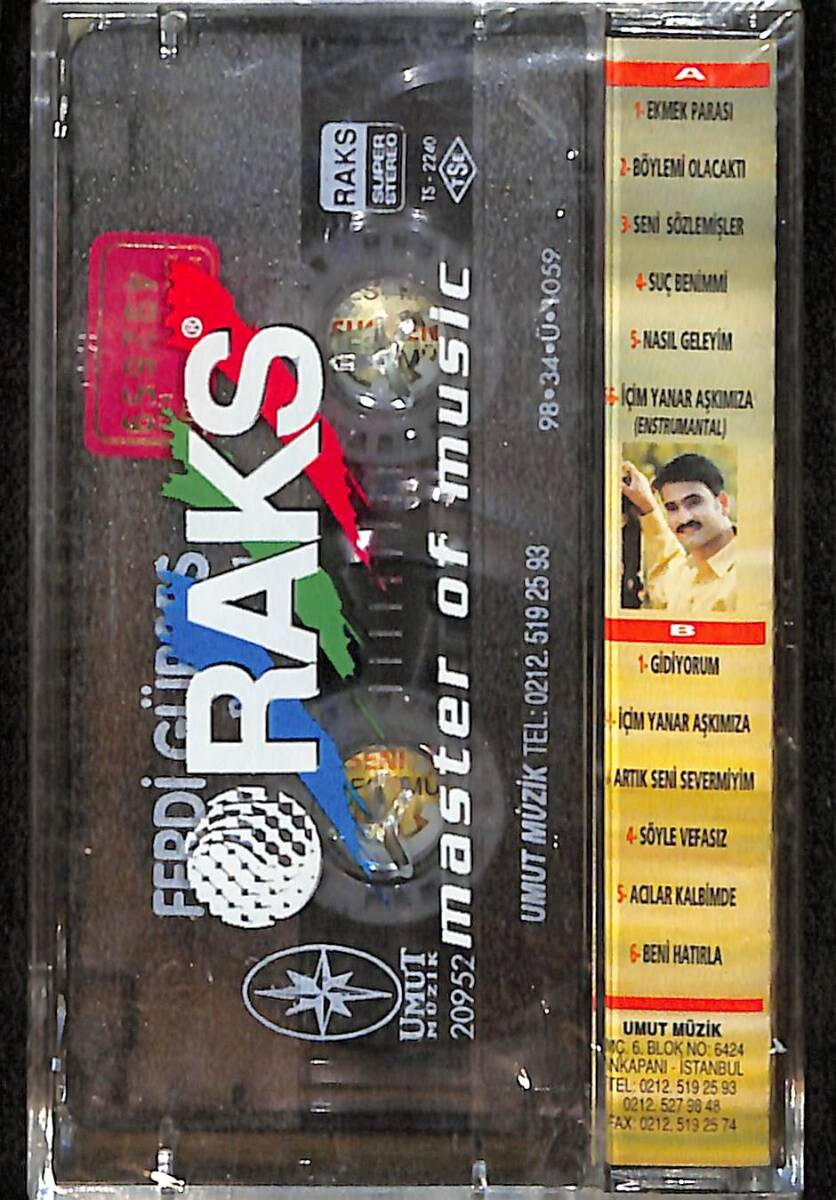 RAKS
SUPER
STEREO
TS - 2240
TSE
497659
RAKS®
master of music
98•34•Ü•1059
UMUT MÜZİK TEL: 0212. 519 25 93
FERDİ
UMUT
MÜZİK
20952
SENİ
A
1- EKMEK PARASI
2- BÖYLEMİ OLACAKTI
3- SENİ SÖZLEMİŞLER
4- SUÇ BENİMMİ
5- NASIL GELEYİM
6- İÇİM YANAR AŞKIMIZA
(ENSTRUMANTAL)
B
1- GİDİYORUM
İÇİM YANAR AŞKIMIZA
ARTIK SENİ SEVERMİYİM
4- SÖYLE VEFASIZ
5- ACILAR KALBİMDE
6- BENİ HATIRLA
UMUT MÜZİK
MÇ. 6. BLOK NO: 6424
NKAPANI - İSTANBUL
TEL: 0212. 519 25 93
0212. 527 98 48
FAX: 0212. 519 25 74